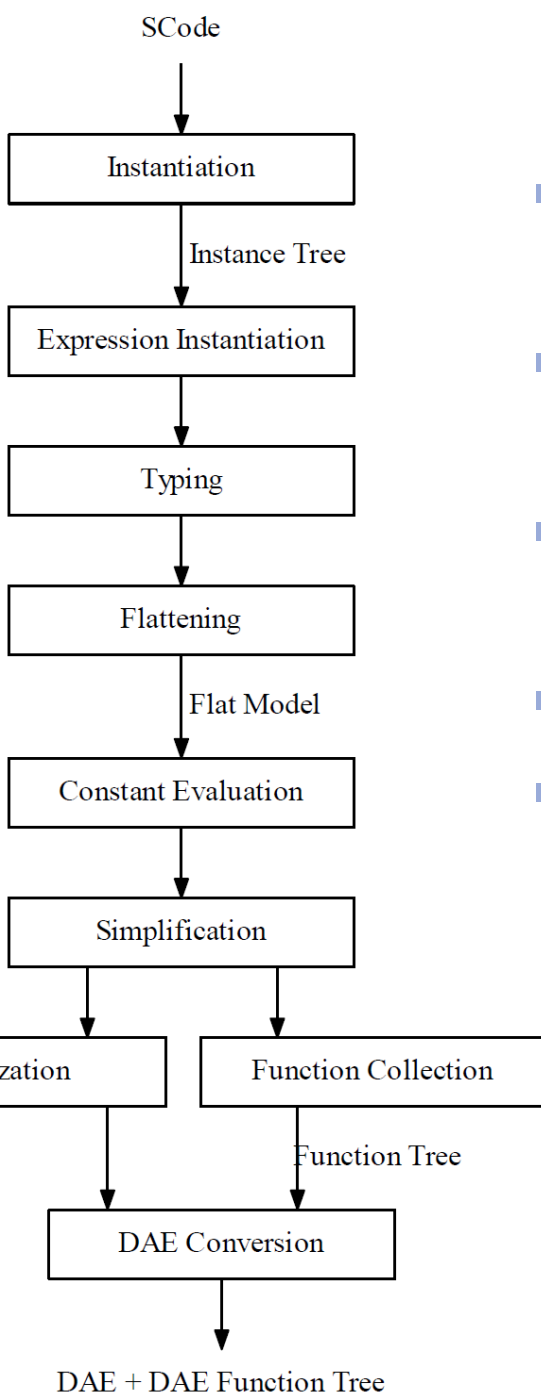 SCode
Instantiation
Instance Tree
Expression Instantiation
Typing
Flattening
Flat Model
Constant Evaluation
Simplification
zation
Function Collection
Function Tree
DAE Conversion
DAE + DAE Function Tree